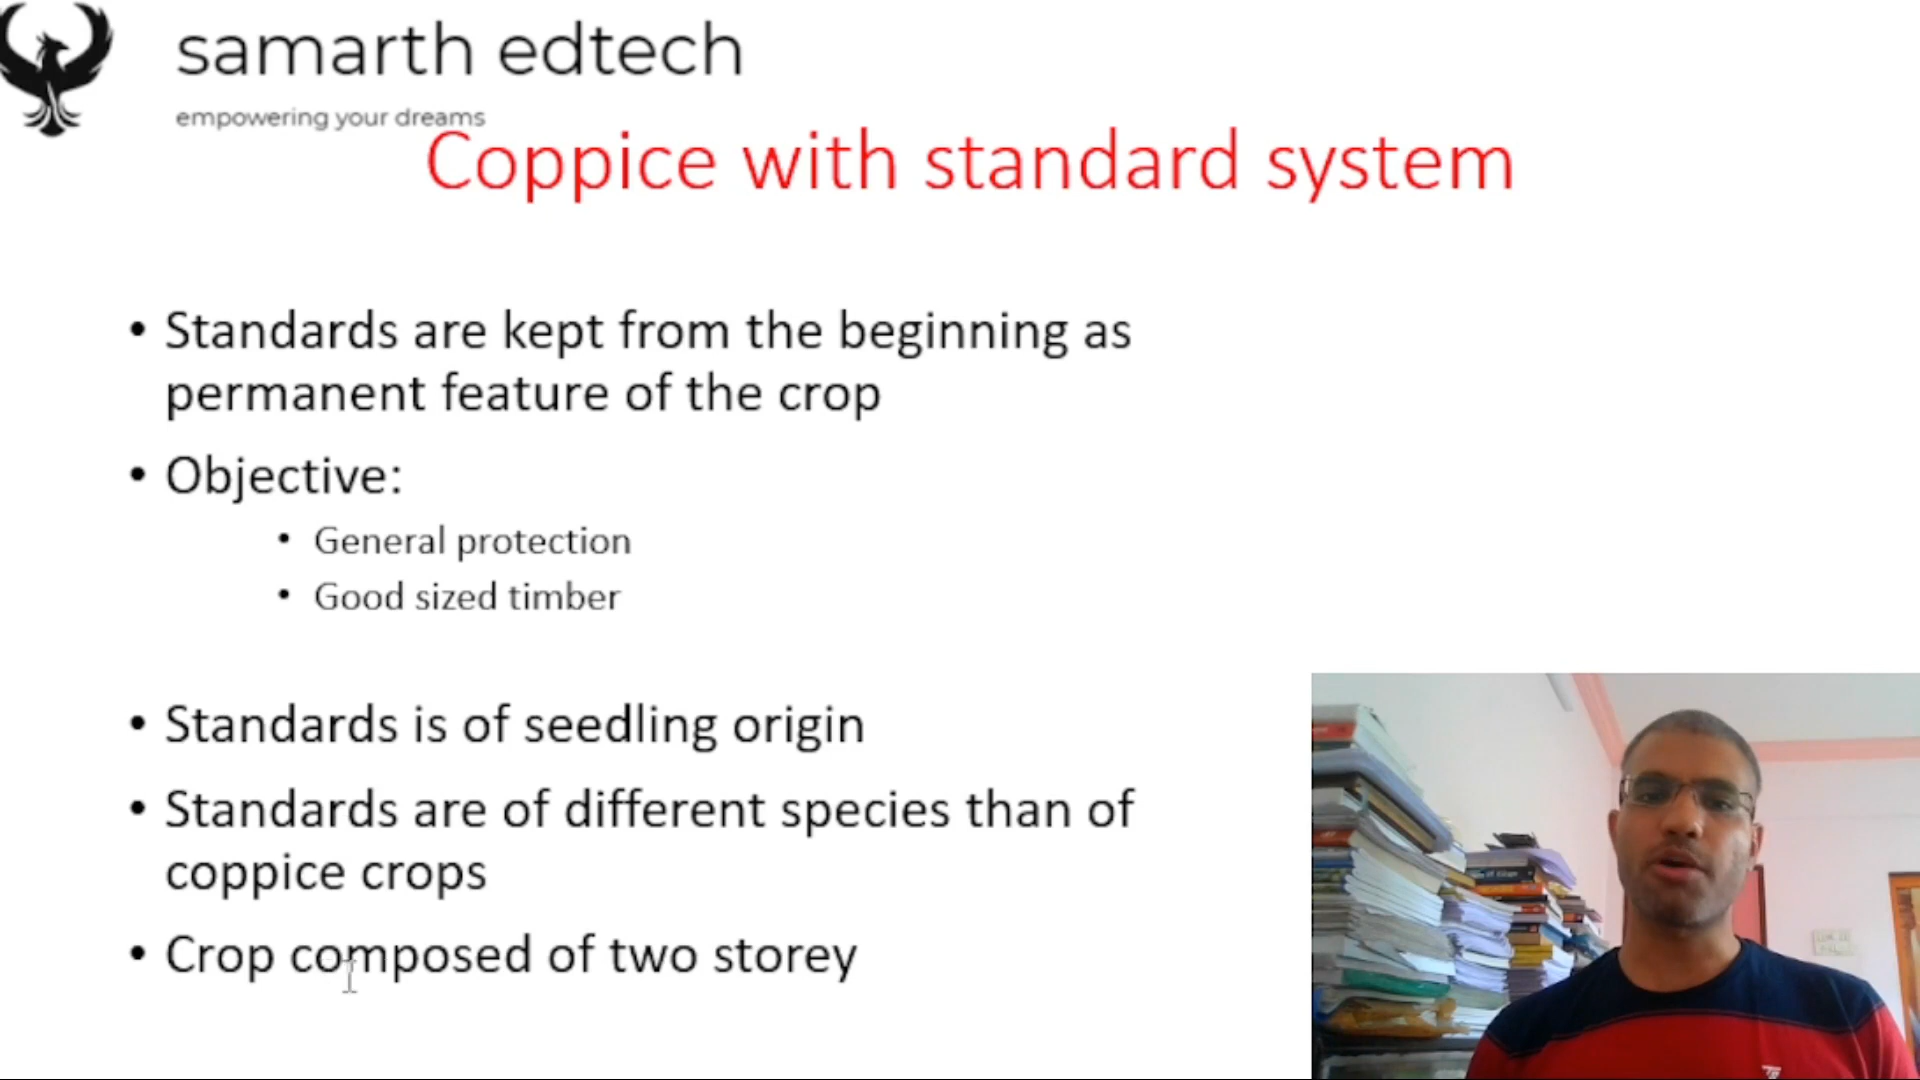 samarth edtech
empowering your dreams
Coppice with standard system
• Standards are kept from the beginning as
permanent feature of the crop
• Objective:
• General protection
• Good sized timber
• Standards is of seedling origin
• Standards are of different species than of
coppice crops
• Crop composed of two storey